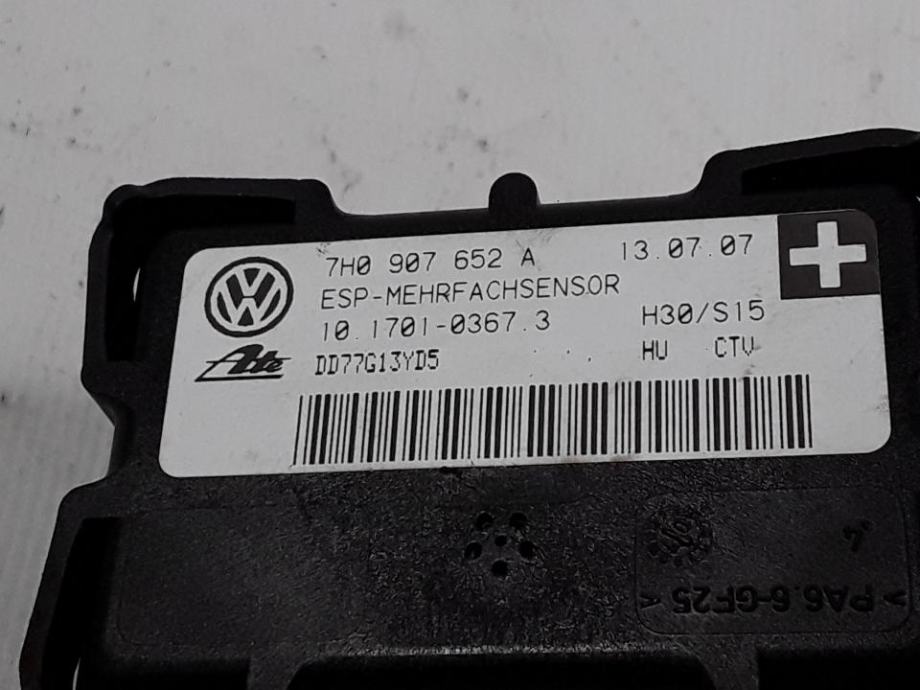 7H0 907 652 A 13.07.07
ESP-MEHRFACHSENSOR
10.1701-0367.3 H30/S15
Ate DD77G13YD5 HU CTV
4
>PA6.6-GF25<